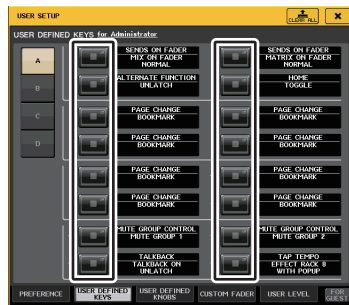 USER SETUP
CLEAR ALL
USER DEFINED KEYS for Administrator
A
B
C
D
SENDS ON FADER
MIX ON FADER
NORMAL
ALTERNATE FUNCTION
UNLATCH
PAGE CHANGE
BOOKMARK
PAGE CHANGE
BOOKMARK
PAGE CHANGE
BOOKMARK
PAGE CHANGE
BOOKMARK
MUTE GROUP CONTROL
MUTE GROUP 1
TALKBACK
TALKBACK ON
UNLATCH
SENDS ON FADER
MATRIX ON FADER
NORMAL
HOME
TOGGLE
PAGE CHANGE
BOOKMARK
PAGE CHANGE
BOOKMARK
PAGE CHANGE
BOOKMARK
PAGE CHANGE
BOOKMARK
MUTE GROUP CONTROL
MUTE GROUP 2
TAP TEMPO
EFFECT RACK 8
WITH POPUP
PREFERENCE
USER DEFINED
KEYS
USER DEFINED
KNOBS
CUSTOM FADER
USER LEVEL
FOR
GUEST